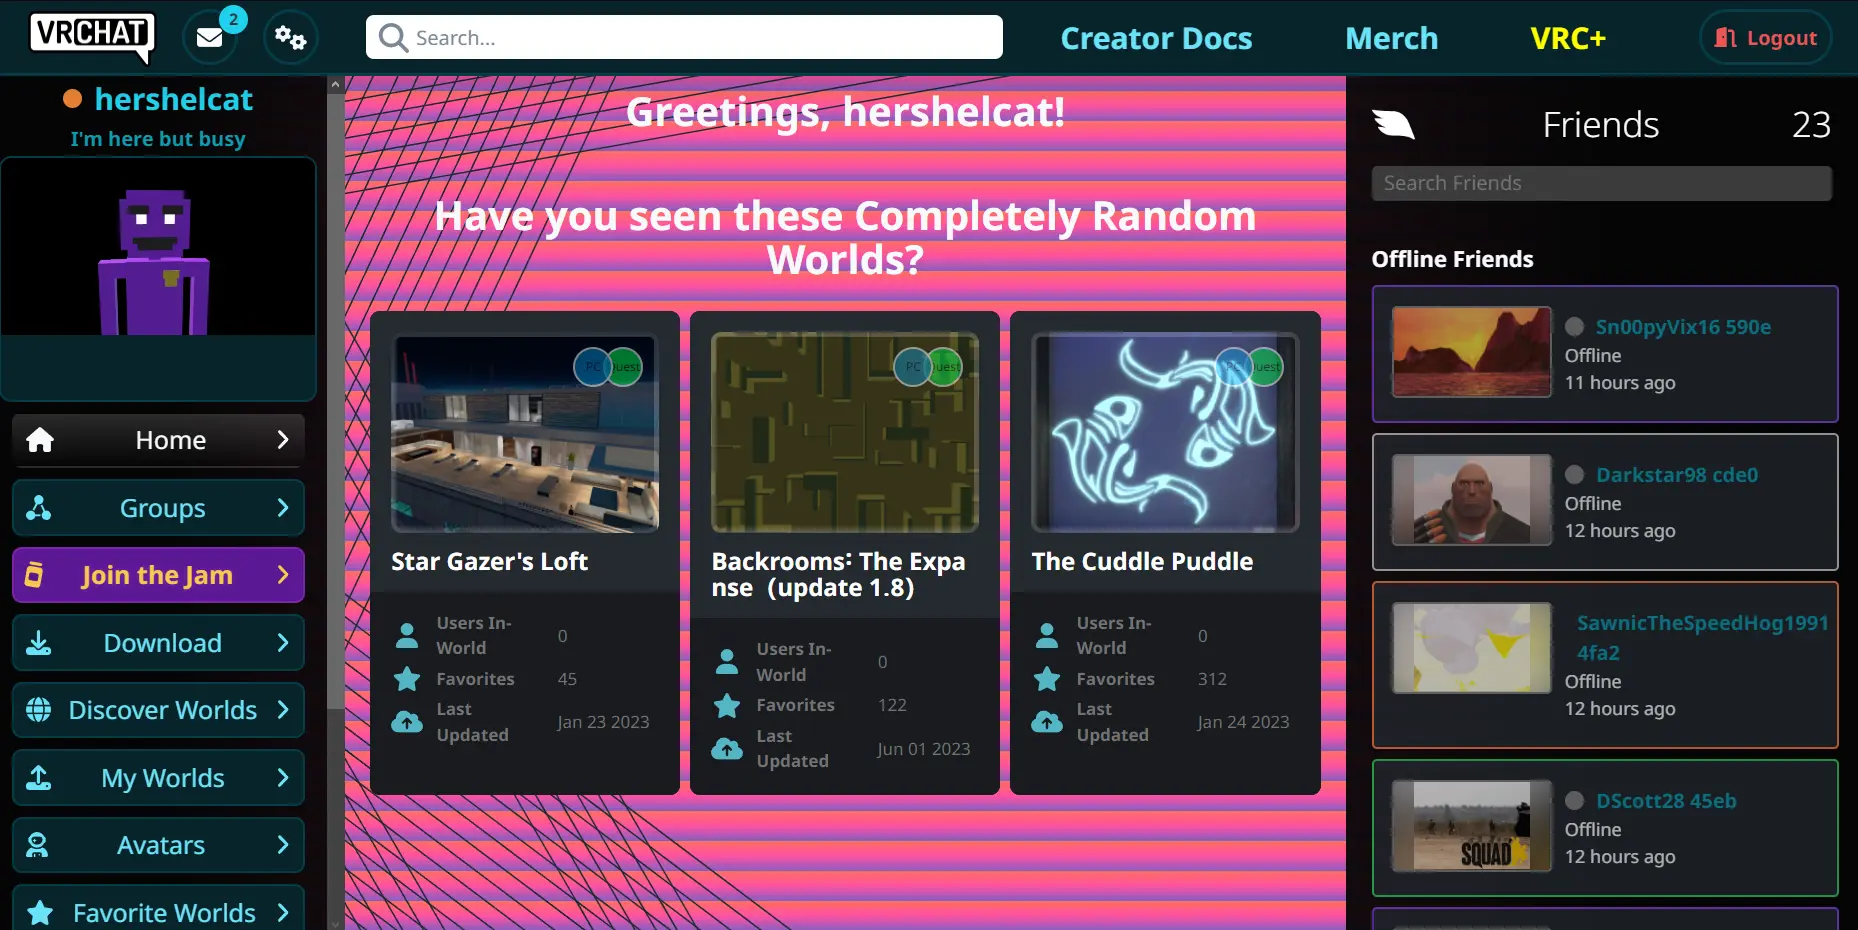 VRCHAT
2
Search...
Creator Docs
Merch
VRC+
Logout
hershelcat
I'm here but busy
Home
Groups
Join the Jam
Download
Discover Worlds
My Worlds
Avatars
Favorite Worlds
Greetings, hershelcat!
Have you seen these Completely Random
Worlds?
PC
Quest
Star Gazer's Loft
Users In-
World
0
Favorites
45
Last
Updated
Jan 23 2023
PC
Quest
Backrooms: The Expa
nse (update 1.8)
Users In-
World
0
Favorites
122
Last
Updated
Jun 01 2023
PC
Quest
The Cuddle Puddle
Users In-
World
0
Favorites
312
Last
Updated
Jan 24 2023
Friends
23
Search Friends
Offline Friends
Sn00pyVix16 590e
Offline
11 hours ago
Darkstar98 cde0
Offline
12 hours ago
SawnicTheSpeedHog1991
4fa2
Offline
12 hours ago
SQUAD
DScott28 45eb
Offline
12 hours ago